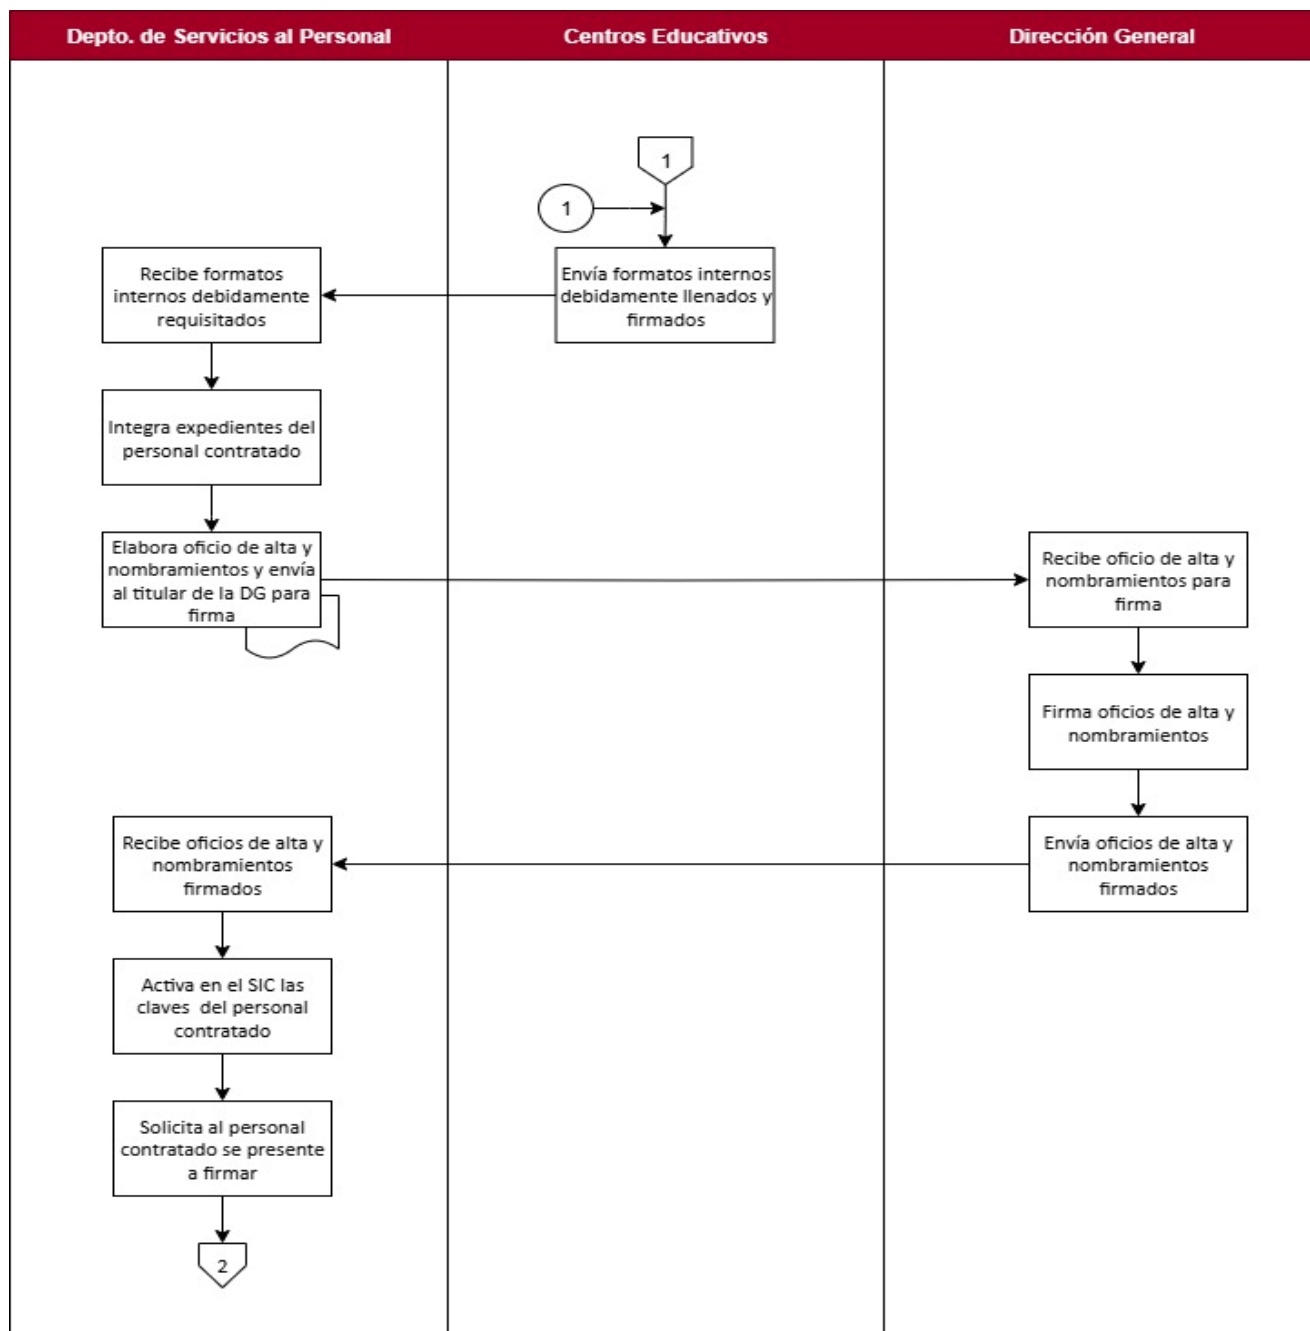 Depto. de Servicios al Personal
Centros Educativos
Dirección General
1
1
Envía formatos internos
debidamente llenados y
firmados
Recibe formatos
internos debidamente
requisitados
Integra expedientes del
personal contratado
Elabora oficio de alta y
nombramientos y envía
al titular de la DG para
firma
Recibe oficio de alta y
nombramientos para
firma
Firma oficios de alta y
nombramientos
Envía oficios de alta y
nombramientos
firmados
Recibe oficios de alta y
nombramientos
firmados
Activa en el SIC las
claves  del personal
contratado
Solicita al personal
contratado se presente
a firmar
2